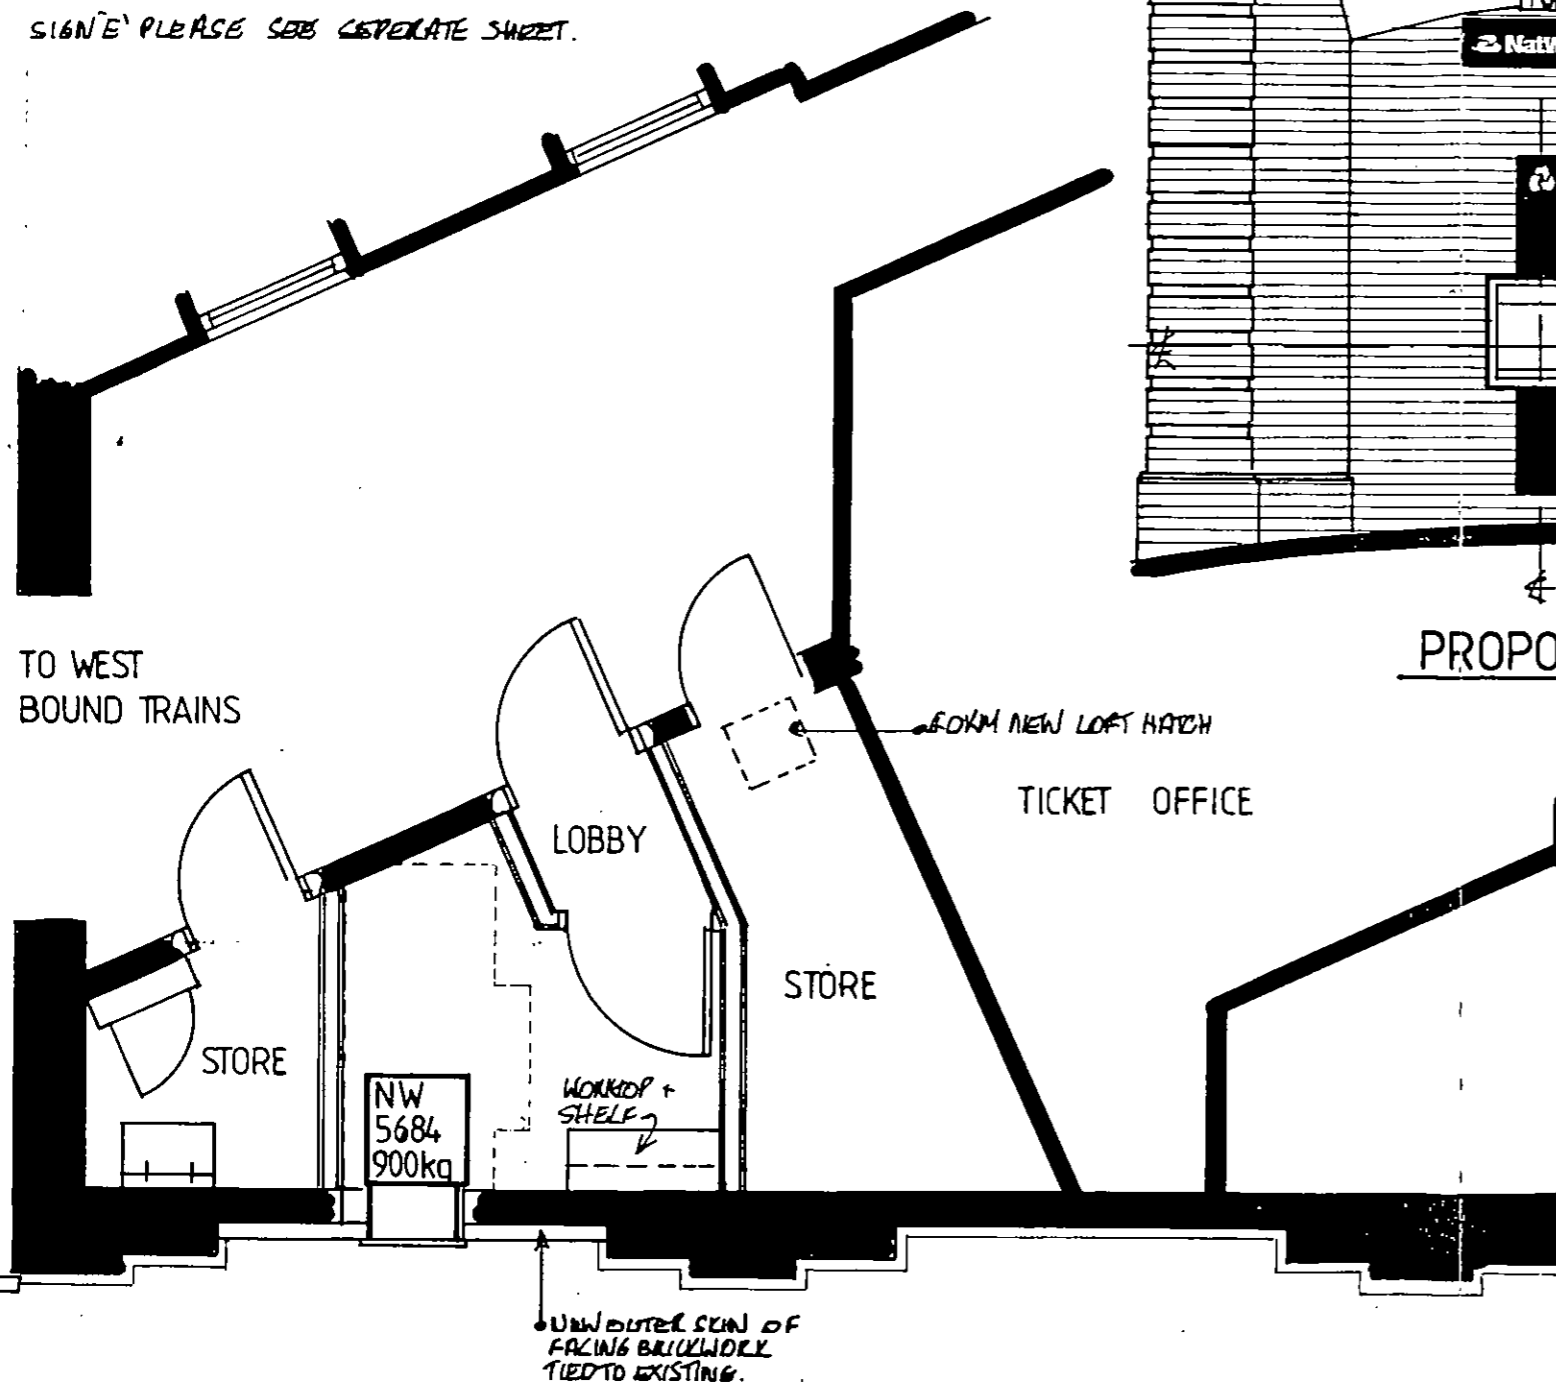 SIGN 'E' PLEASE SEE SEPERATE SHEET.
NatW
TO WEST
BOUND TRAINS
PROPO
FORM NEW LOFT HATCH
TICKET OFFICE
LOBBY
STORE
STORE
NW
5684
900kg
WORKTOP +
SHELF
NEW OUTER SKIN OF
FACING BRICKWORK
TIED TO EXISTING.